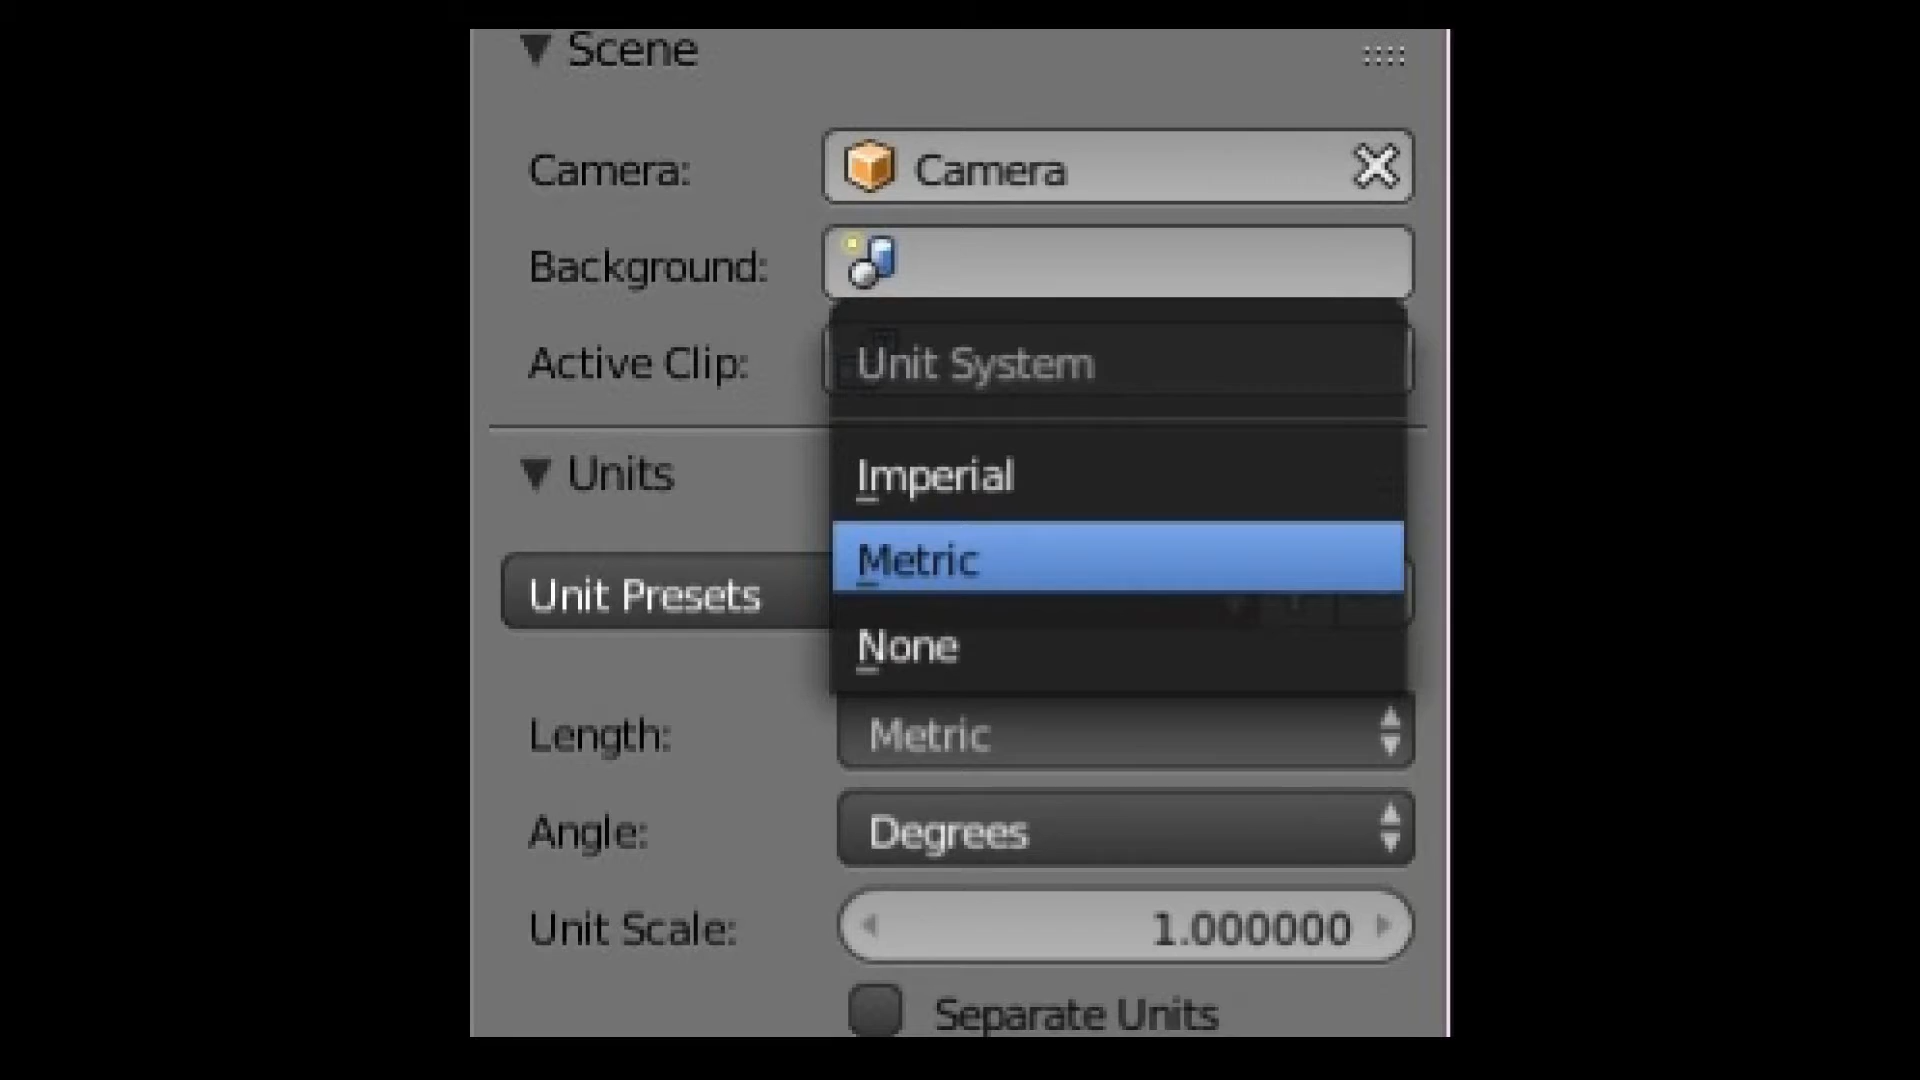 Scene
Camera: Camera
Background:
Active Clip: Unit System
Imperial
Units
Metric
Unit Presets
None
Length: Metric
Angle: Degrees
Unit Scale: 1.000000
Separate Units